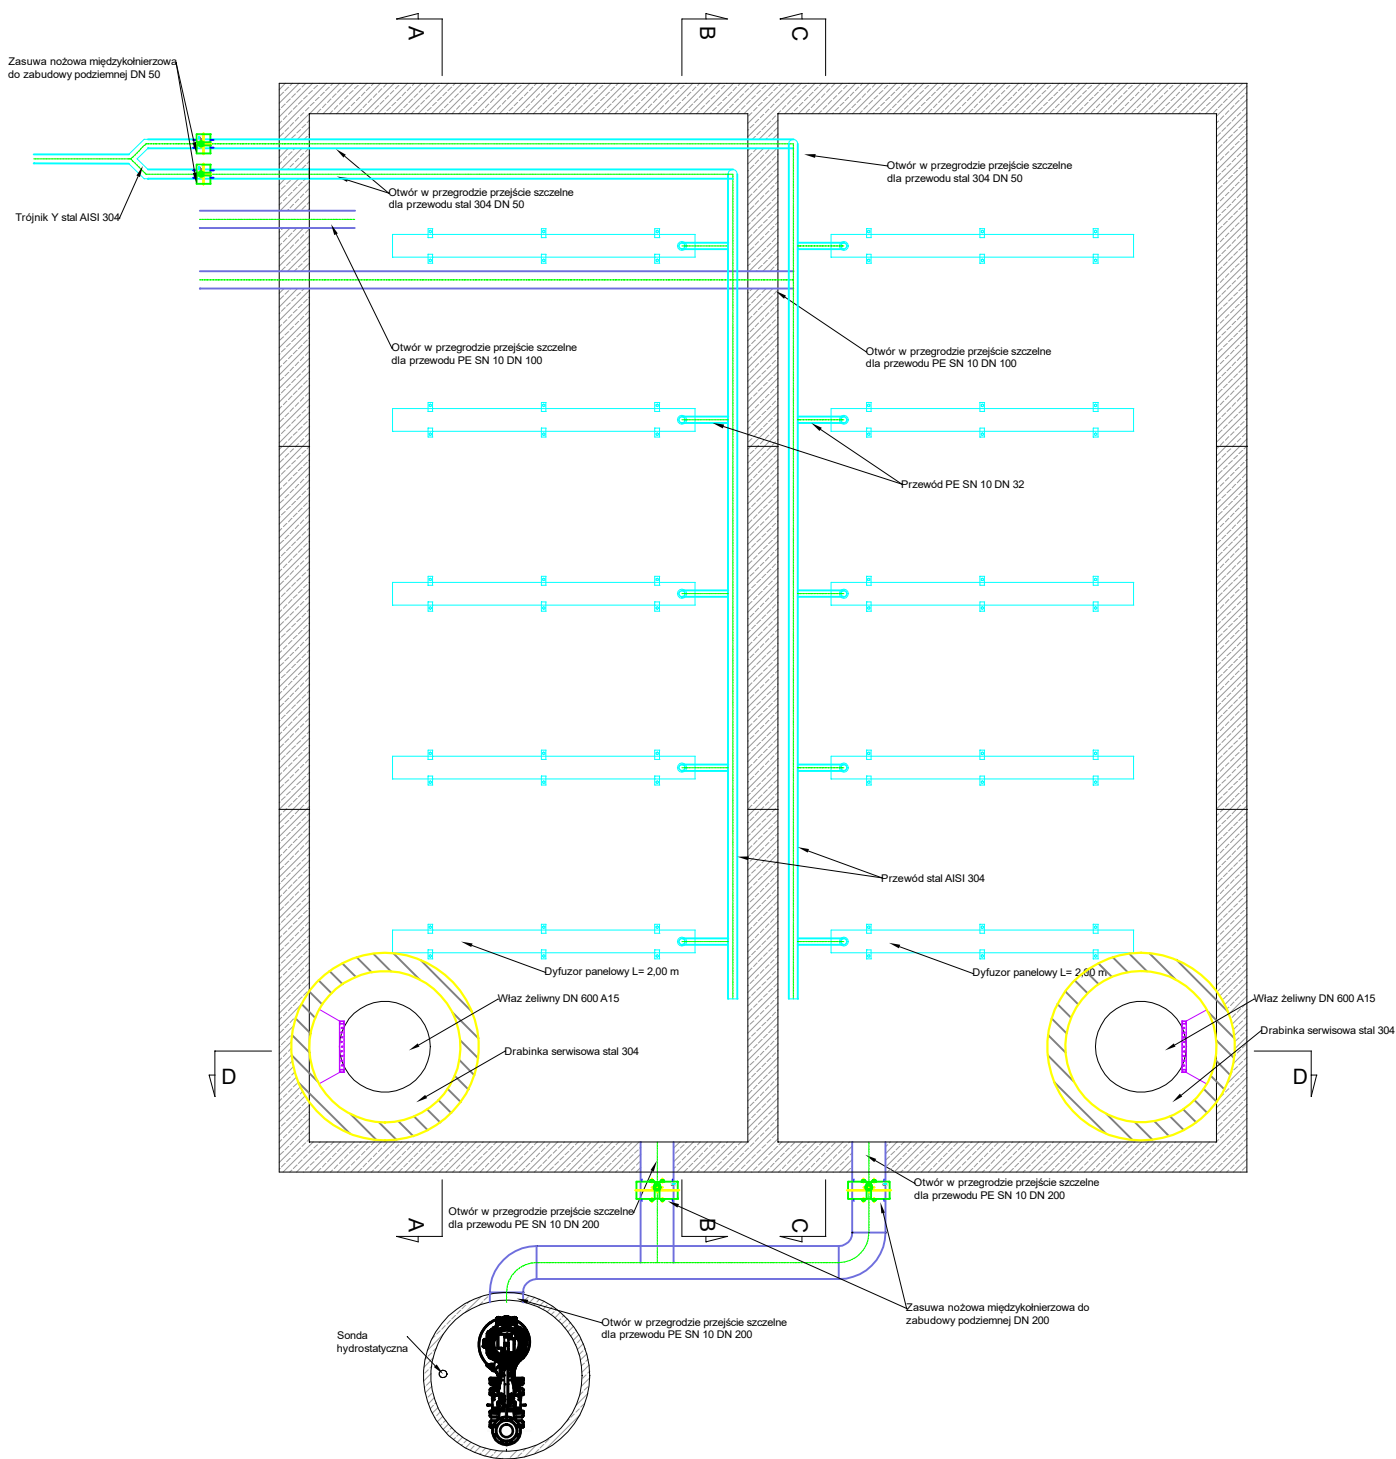 A
B
C
Zasuwa nożowa międzykołnierzowa
do zabudowy podziemnej DN 50
Otwór w przegrodzie przejście szczelne
dla przewodu stal 304 DN 50
Otwór w przegrodzie przejście szczelne
dla przewodu stal 304 DN 50
Trójnik Y stal AISI 304
Otwór w przegrodzie przejście szczelne
dla przewodu PE SN 10 DN 100
Otwór w przegrodzie przejście szczelne
dla przewodu PE SN 10 DN 100
Przewód PE SN 10 DN 32
Przewód stal AISI 304
Dyfuzor panelowy L= 2,00 m
Dyfuzor panelowy L= 2,00 m
Właz żeliwny DN 600 A15
Właz żeliwny DN 600 A15
Drabinka serwisowa stal 304
Drabinka serwisowa stal 304
D
D
Otwór w przegrodzie przejście szczelne
dla przewodu PE SN 10 DN 200
Otwór w przegrodzie przejście szczelne
dla przewodu PE SN 10 DN 200
A
B
C
Zasuwa nożowa międzykołnierzowa do
zabudowy podziemnej DN 200
Otwór w przegrodzie przejście szczelne
dla przewodu PE SN 10 DN 200
Sonda
hydrostatyczna